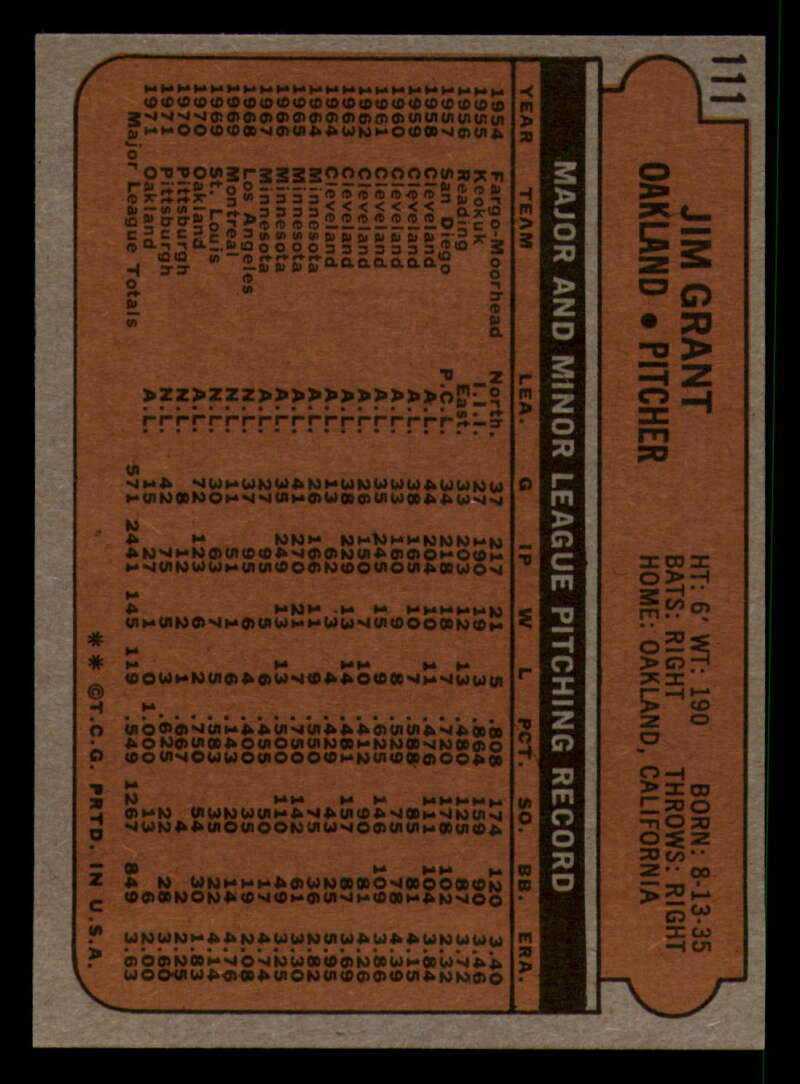 111
JIM GRANT
OAKLAND • PITCHER
HT: 6' WT: 190 BORN: 8-13-35
BATS: RIGHT THROWS: RIGHT
HOME: OAKLAND, CALIFORNIA
MAJOR AND MINOR LEAGUE PITCHING RECORD
YEAR TEAM LEA. G IP W L PCT. SO. BB. ERA.
1954 Fargo-Moorhead North. 37 217 21 5 .808 174 120 3.40
1955 Keokuk I.I.I. 27 190 19 3 .864 159 90 3.46
1956 Reading East. 33 203 12 13 .480 125 87 3.72
1957 San Diego P.C.L. 34 218 18 7 .720 178 102 2.32
1958 Cleveland A.L. 44 204 10 11 .476 111 104 3.84
1959 Cleveland A.L. 38 165 10 7 .588 85 81 4.15
1960 Cleveland A.L. 33 160 9 8 .529 75 78 4.39
1961 Cleveland A.L. 35 245 15 9 .625 146 109 3.86
1962 Cleveland A.L. 26 150 7 10 .412 90 81 4.26
1963 Cleveland A.L. 38 229 13 14 .481 157 87 3.69
1964 Cleveland A.L. 13 62 3 4 .429 43 25 5.95
1964 Minnesota A.L. 26 166 11 9 .550 75 36 2.82
1965 Minnesota A.L. 41 270 21 7 .750 142 61 3.30
1966 Minnesota A.L. 35 249 13 13 .500 110 49 3.25
1967 Minnesota A.L. 27 95 5 6 .455 50 17 4.74
1968 Los Angeles N.L. 37 95 6 4 .600 35 19 2.08
1969 Montreal N.L. 11 51 1 6 .143 20 14 4.76
1969 St. Louis N.L. 30 63 7 5 .583 35 22 4.14
1970 Oakland A.L. 72 123 6 2 .750 54 30 1.83
1970 Pittsburgh N.L. 8 12 2 1 .667 4 2 2.25
1971 Pittsburgh N.L. 42 75 5 3 .625 22 28 3.60
1971 Oakland A.L. 15 27 1 0 1.000 13 6 2.00
Major League Totals 571 2441 145 119 .549 1267 849 3.63
** ©T.C.G. PRTD. IN U.S.A.